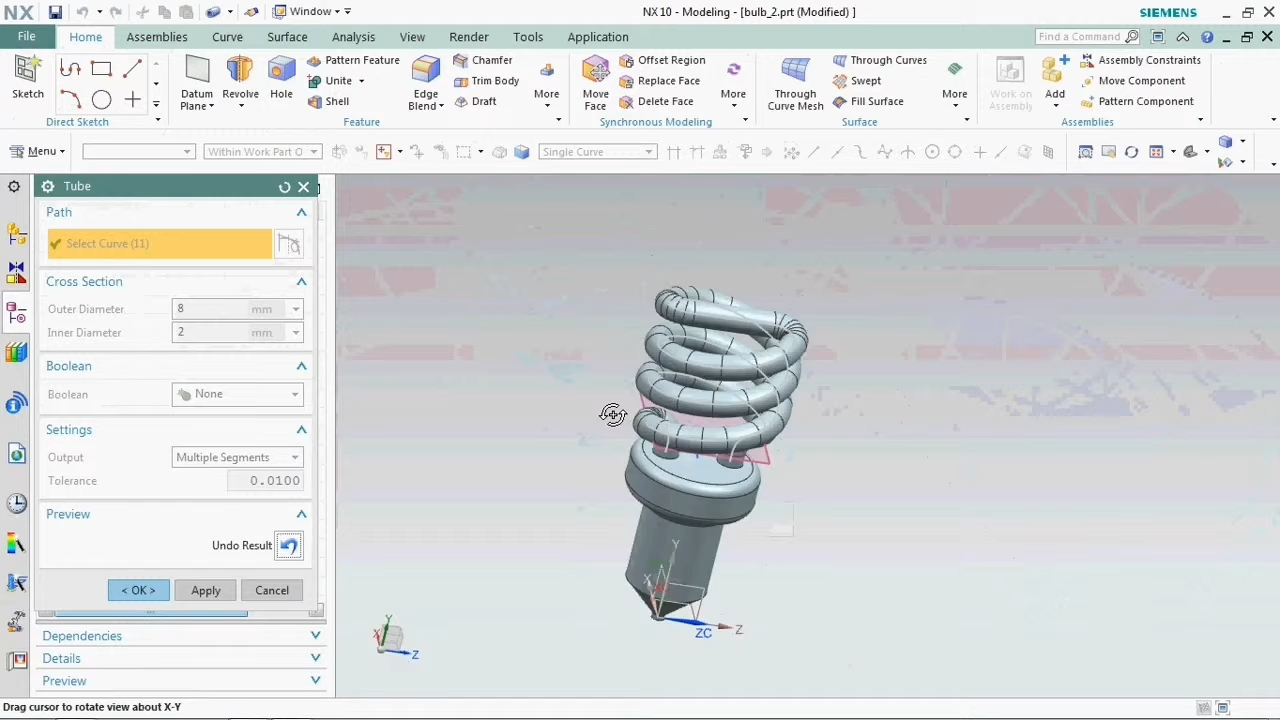 NX
Window
NX 10 - Modeling - [bulb_2.prt (Modified) ]
SIEMENS
File
Home
Assemblies
Curve
Surface
Analysis
View
Render
Tools
Application
Find a Command
Sketch
Direct Sketch
Datum Plane
Revolve
Hole
Pattern Feature
Unite
Shell
Edge Blend
Chamfer
Trim Body
Draft
More
Feature
Move Face
Offset Region
Replace Face
Delete Face
More
Synchronous Modeling
Through Curve Mesh
Through Curves
Swept
Fill Surface
More
Surface
Work on Assembly
Add
Assembly Constraints
Move Component
Pattern Component
Assemblies
Menu
Within Work Part O
Single Curve
Tube
Path
Select Curve (11)
Cross Section
Outer Diameter 8 mm
Inner Diameter 2 mm
Boolean
Boolean None
Settings
Output Multiple Segments
Tolerance 0.0100
Preview
Undo Result
< OK > Apply Cancel
Dependencies
Details
Preview
Y
X
ZC Z
Y
X
Z
Drag cursor to rotate view about X-Y